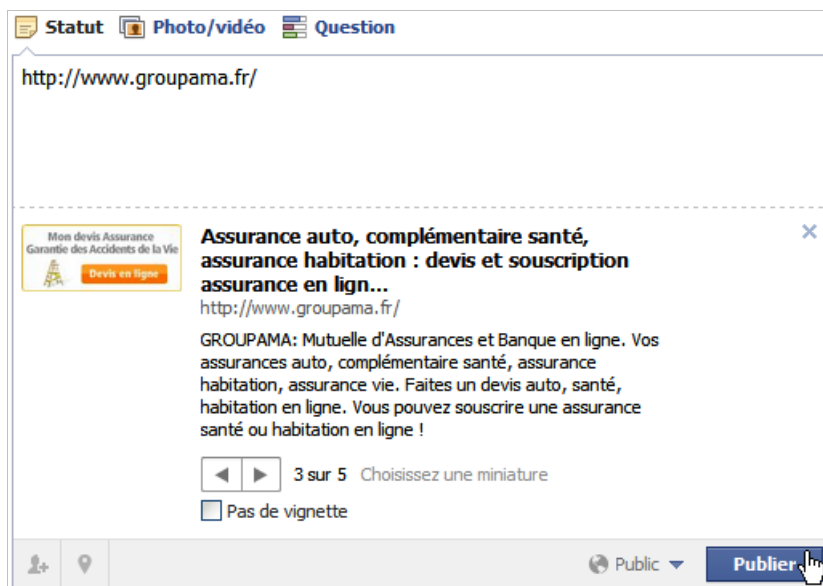 Statut Photo/vidéo Question
http://www.groupama.fr/
Mon devis Assurance
Garantie des Accidents de la Vie
Devis en ligne
Assurance auto, complémentaire santé,
assurance habitation : devis et souscription
assurance en lign...
http://www.groupama.fr/
GROUPAMA: Mutuelle d'Assurances et Banque en ligne. Vos
assurances auto, complémentaire santé, assurance
habitation, assurance vie. Faites un devis auto, santé,
habitation en ligne. Vous pouvez souscrire une assurance
santé ou habitation en ligne !
3 sur 5 Choisissez une miniature
Pas de vignette
Public Publier